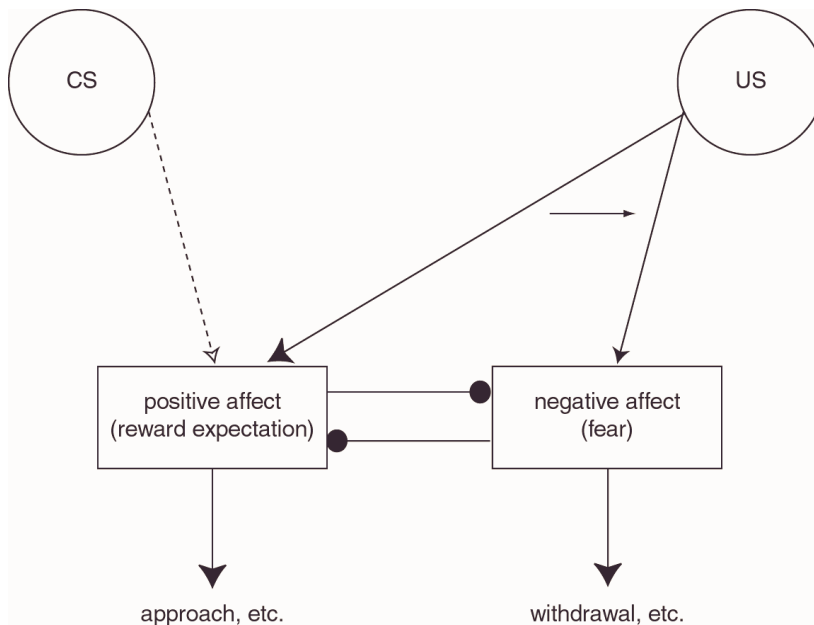 CS
US
positive affect
(reward expectation)
negative affect
(fear)
approach, etc.
withdrawal, etc.